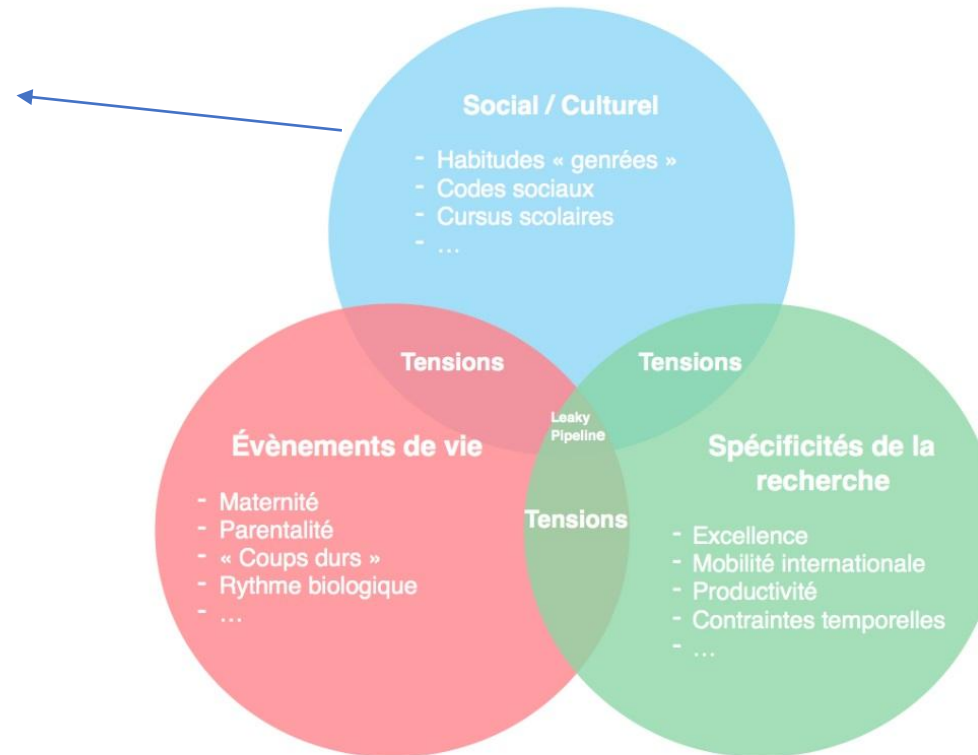 Social / Culturel
- Habitudes « genrées »
- Codes sociaux
- Cursus scolaires
- ...
Tensions
Tensions
Leaky
Pipeline
Évènements de vie
- Maternité
- Parentalité
- « Coups durs »
- Rythme biologique
- ...
Tensions
Spécificités de la
recherche
- Excellence
- Mobilité internationale
- Productivité
- Contraintes temporelles
- ...